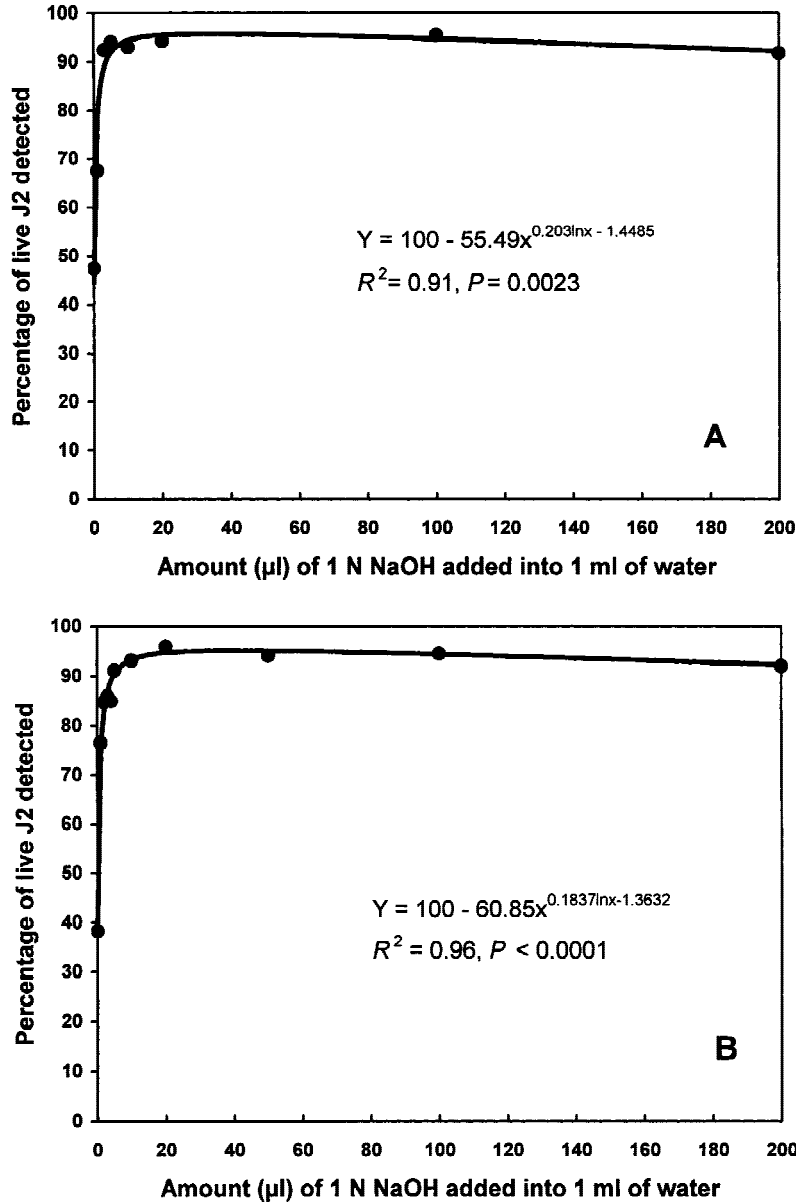 100
90
80
70
60
50
40
30
20
10
0
Percentage of live J2 detected
Y = 100 - 55.49x^0.203lnx - 1.4485
R^2= 0.91, P= 0.0023
A
0 20 40 60 80 100 120 140 160 180 200
Amount (µl) of 1 N NaOH added into 1 ml of water
100
90
80
70
60
50
40
30
20
10
0
Percentage of live J2 detected
Y = 100 - 60.85x^0.1837lnx-1.3632
R^2 = 0.96, P < 0.0001
B
0 20 40 60 80 100 120 140 160 180 200
Amount (µl) of 1 N NaOH added into 1 ml of water